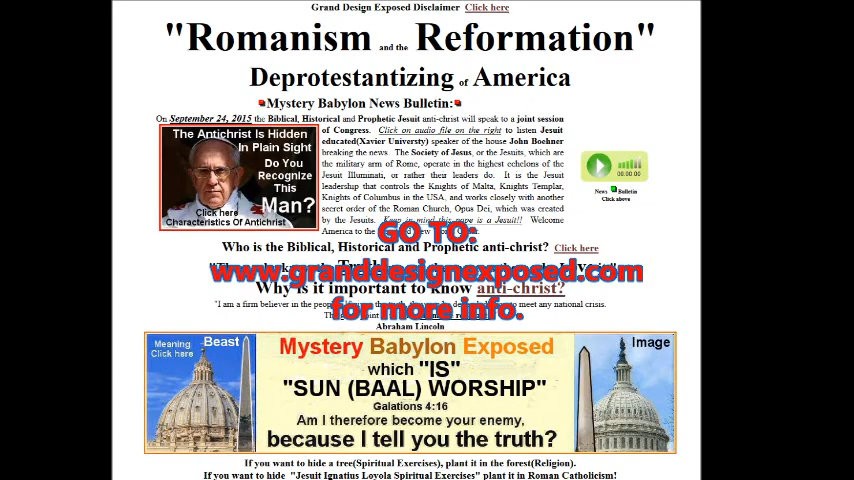 Grand Design Exposed Disclaimer Click here
"Romanism and the Reformation"
Deprotestantizing of America
Mystery Babylon News Bulletin:
On September 24, 2015 the Biblical, Historical and Prophetic Jesuit anti-christ will speak to a joint session
of Congress. Click on audio file on the right to listen Jesuit
educated(Xavier Universty) speaker of the house John Boehner
breaking the news. The Society of Jesus, or the Jesuits, which are
the military arm of Rome, operate in the highest echelons of the
Jesuit Illuminati, or rather their leaders do. It is the Jesuit
leadership that controls the Knights of Malta, Knights Templar,
Knights of Columbus in the USA, and works closely with another
secret order of the Roman Church, Opus Dei, which was created
by the Jesuits. Keep in mind this pope is a Jesuit!! Welcome
America to the
The Antichrist Is Hidden
In Plain Sight
Do You
Recognize
This
Man?
Click here
Characteristics Of Antichrist
00:00:00
News Bulletin
Click above
GO TO:
Who is the Biblical, Historical and Prophetic anti-christ? Click here
www.granddesignexposed.com
Why is it important to know anti-christ?
for more info.
"I am a firm believer in the people. to meet any national crisis.
Abraham Lincoln
Meaning
Click here
Beast
Mystery Babylon Exposed
which "IS"
"SUN (BAAL) WORSHIP"
Galations 4:16
Am I therefore become your enemy,
because I tell you the truth?
Image
If you want to hide a tree(Spiritual Exercises), plant it in the forest(Religion).
If you want to hide "Jesuit Ignatius Loyola Spiritual Exercises" plant it in Roman Catholicism!